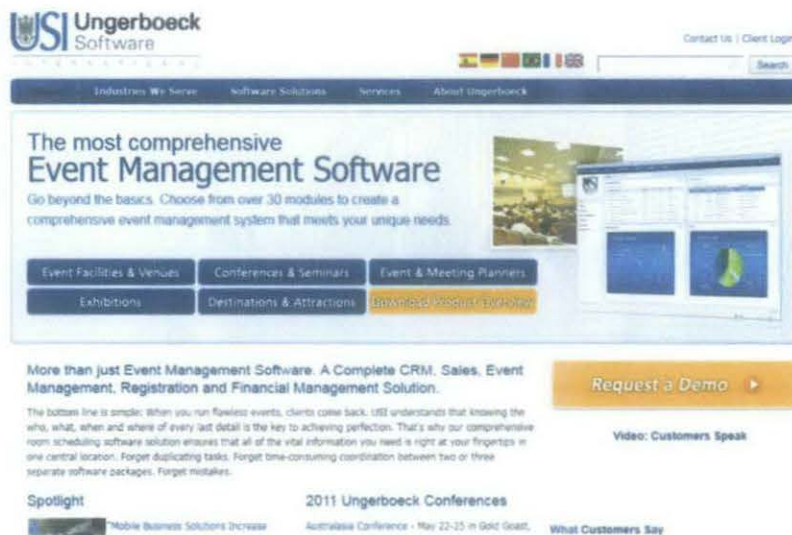 USI Ungerboeck
Software
INTERNATIONAL
Contact Us | Client Login
Search
Industries We Serve Software Solutions Services About Ungerboeck
The most comprehensive
Event Management Software
Go beyond the basics. Choose from over 30 modules to create a
comprehensive event management system that meets your unique needs.
Event Facilities & Venues Conferences & Seminars Event & Meeting Planners
Exhibitions Destinations & Attractions Download Product Overview
More than just Event Management Software. A Complete CRM, Sales, Event
Management, Registration and Financial Management Solution.
Request a Demo
The bottom line is simple: When you run flawless events, clients come back. USI understands that knowing the
who, what, when and where of every last detail is the key to achieving perfection. That's why our comprehensive
room scheduling software solution ensures that all of the vital information you need is right at your fingertips in
one central location. Forget duplicating tasks. Forget time-consuming coordination between two or three
separate software packages. Forget mistakes.
Video: Customers Speak
Spotlight
"Mobile Business Solutions Increase
2011 Ungerboeck Conferences
Australasia Conference - May 22-25 in Gold Coast,
What Customers Say